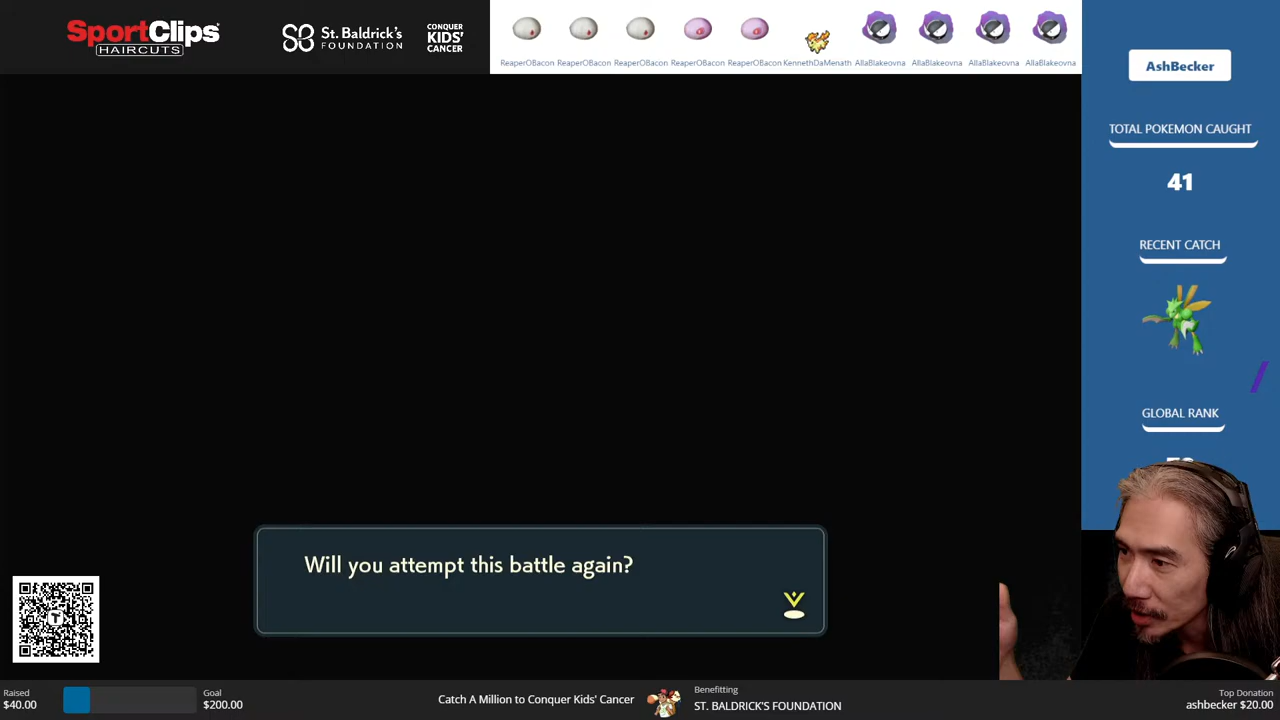 SportClips
HAIRCUTS
St. Baldrick's
FOUNDATION
CONQUER
KIDS'
CANCER
ReaperOBacon ReaperOBacon ReaperOBacon ReaperOBacon ReaperOBacon KennethDaMenath AllaBlakeovna AllaBlakeovna AllaBlakeovna AllaBlakeovna
AshBecker
TOTAL POKEMON CAUGHT
41
RECENT CATCH
GLOBAL RANK
Will you attempt this battle again?
Raised
$40.00
Goal
$200.00
Catch A Million to Conquer Kids' Cancer
Benefitting
ST. BALDRICK'S FOUNDATION
Top Donation
ashbecker $20.00